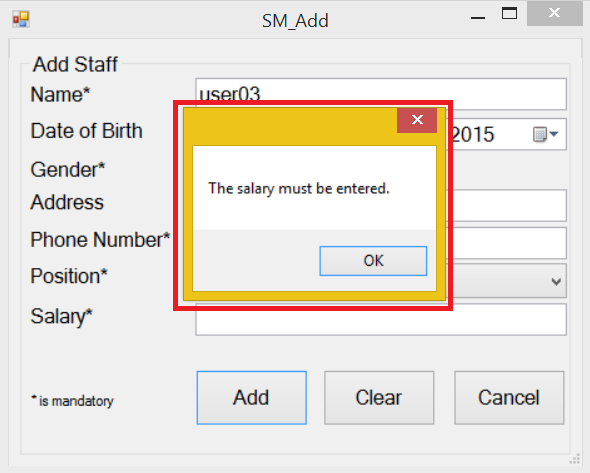 SM_Add
Add Staff
Name*
user03
Date of Birth
2015
Gender*
Address
Phone Number*
Position*
Salary*
The salary must be entered.
OK
* is mandatory
Add
Clear
Cancel